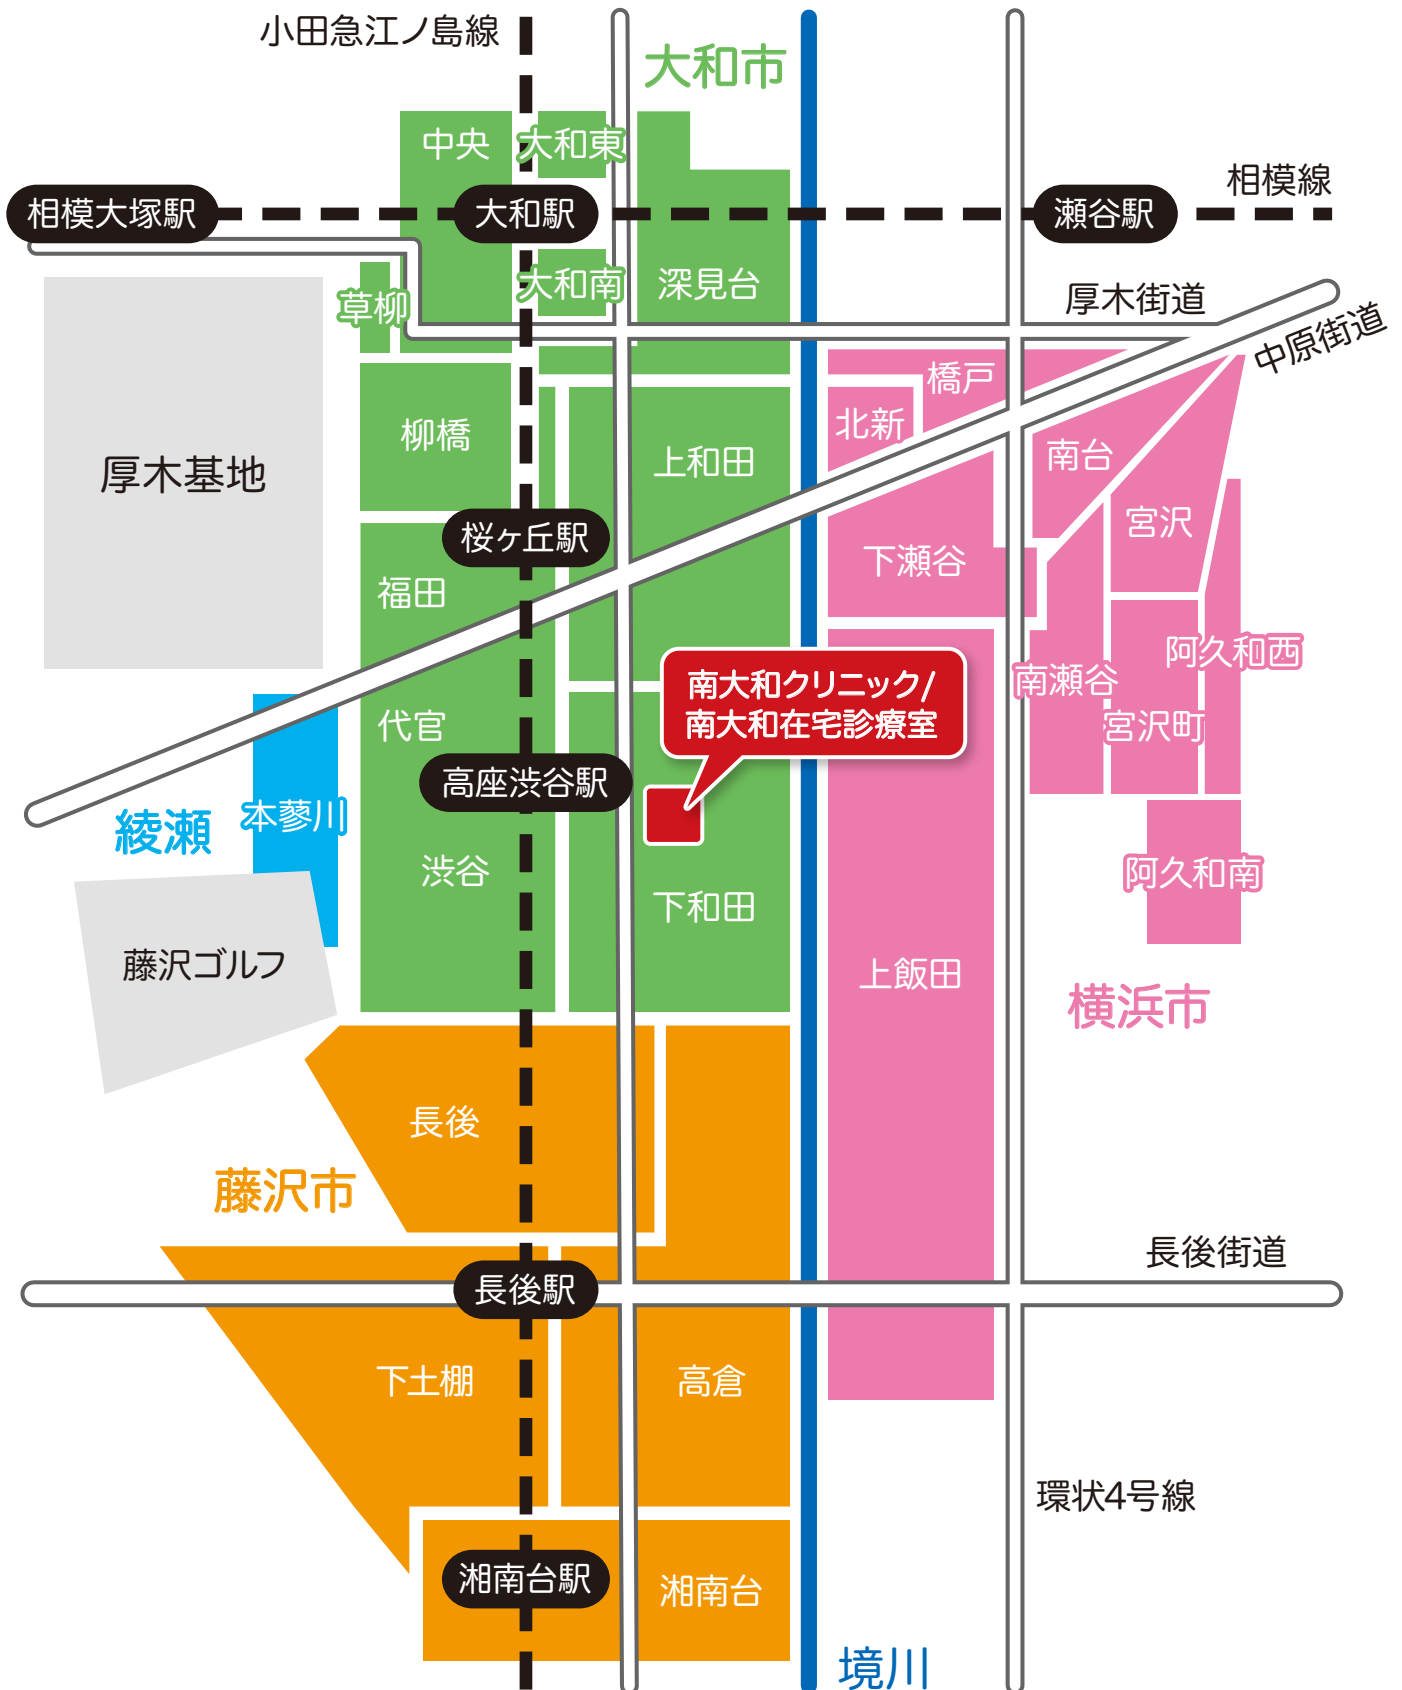 小田急江ノ島線
大和市
中央
大和東
相模線
相模大塚駅
大和駅
瀬谷駅
草柳
大和南
深見台
厚木街道
中原街道
橋戸
北新
柳橋
上和田
南台
厚木基地
宮沢
桜ヶ丘駅
下瀬谷
福田
阿久和西
南瀬谷
南大和クリニック/
南大和在宅診療室
代官
宮沢町
高座渋谷駅
綾瀬
本蓼川
渋谷
阿久和南
下和田
藤沢ゴルフ
上飯田
横浜市
長後
藤沢市
長後街道
長後駅
下土棚
高倉
環状4号線
湘南台駅
湘南台
境川